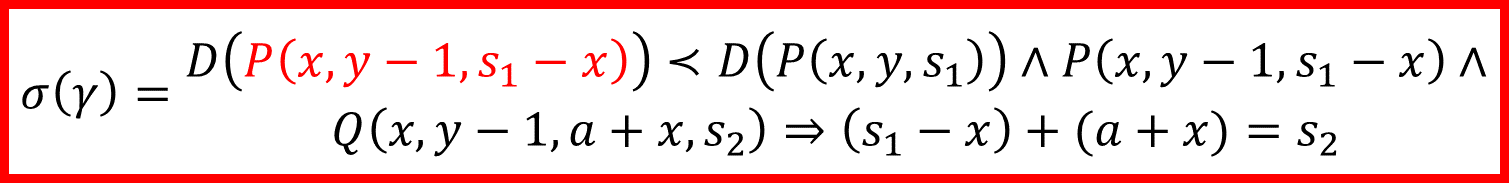 σ(γ) = D(P(x, y − 1, s₁ − x)) ≺ D(P(x, y, s₁)) ∧ P(x, y − 1, s₁ − x) ∧
Q(x, y − 1, a + x, s₂) ⇒ (s₁ − x) + (a + x) = s₂